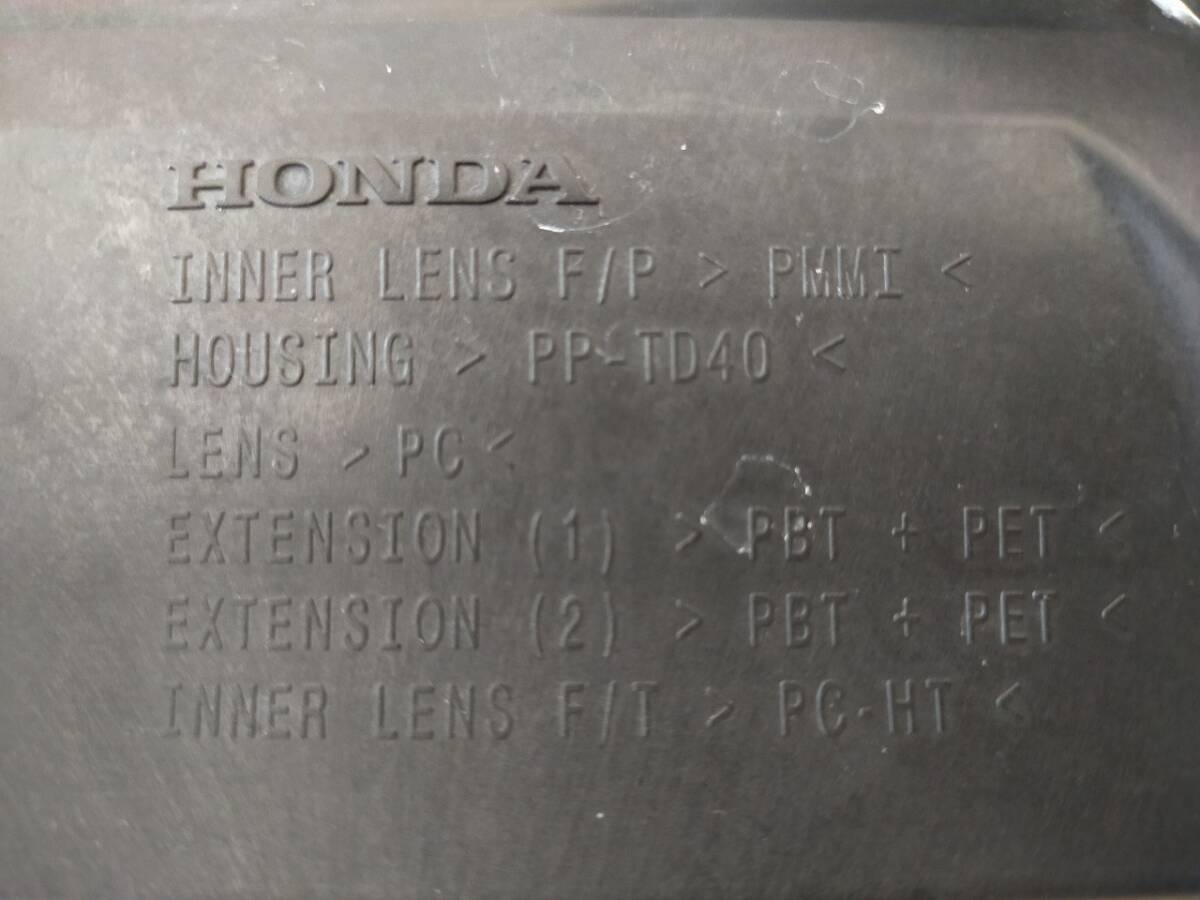 HONDA
INNER LENS F/P > PMMI <
HOUSING > PP-TD40 <
LENS > PC <
EXTENSION (1) > PBT + PET <
EXTENSION (2) > PBT + PET <
INNER LENS F/T > PC-HT <